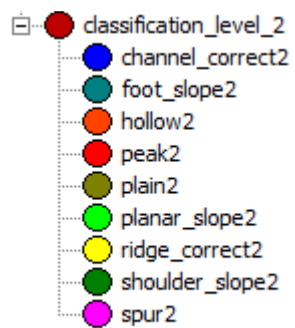 classification_level_2
channel_correct2
foot_slope2
hollow2
peak2
plain2
planar_slope2
ridge_correct2
shoulder_slope2
spur2